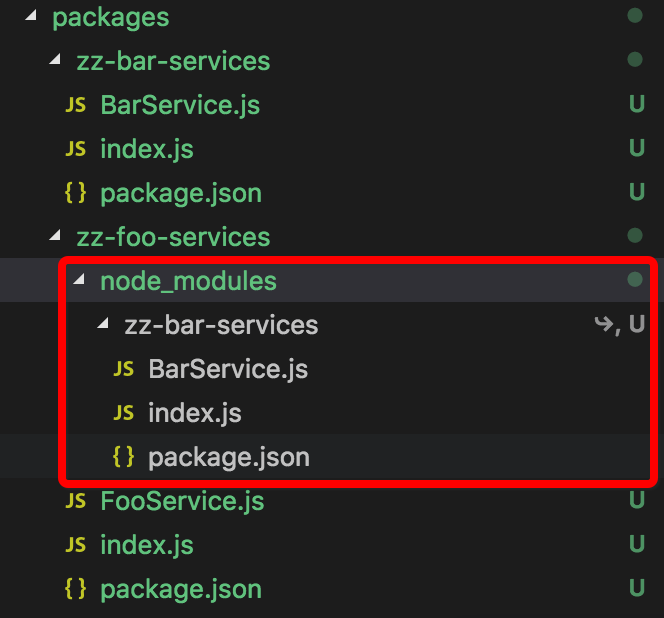 packages
zz-bar-services
JS BarService.js U
JS index.js U
{} package.json U
zz-foo-services
node_modules
zz-bar-services ⤷, U
JS BarService.js
JS index.js
{} package.json
JS FooService.js U
JS index.js U
{} package.json U